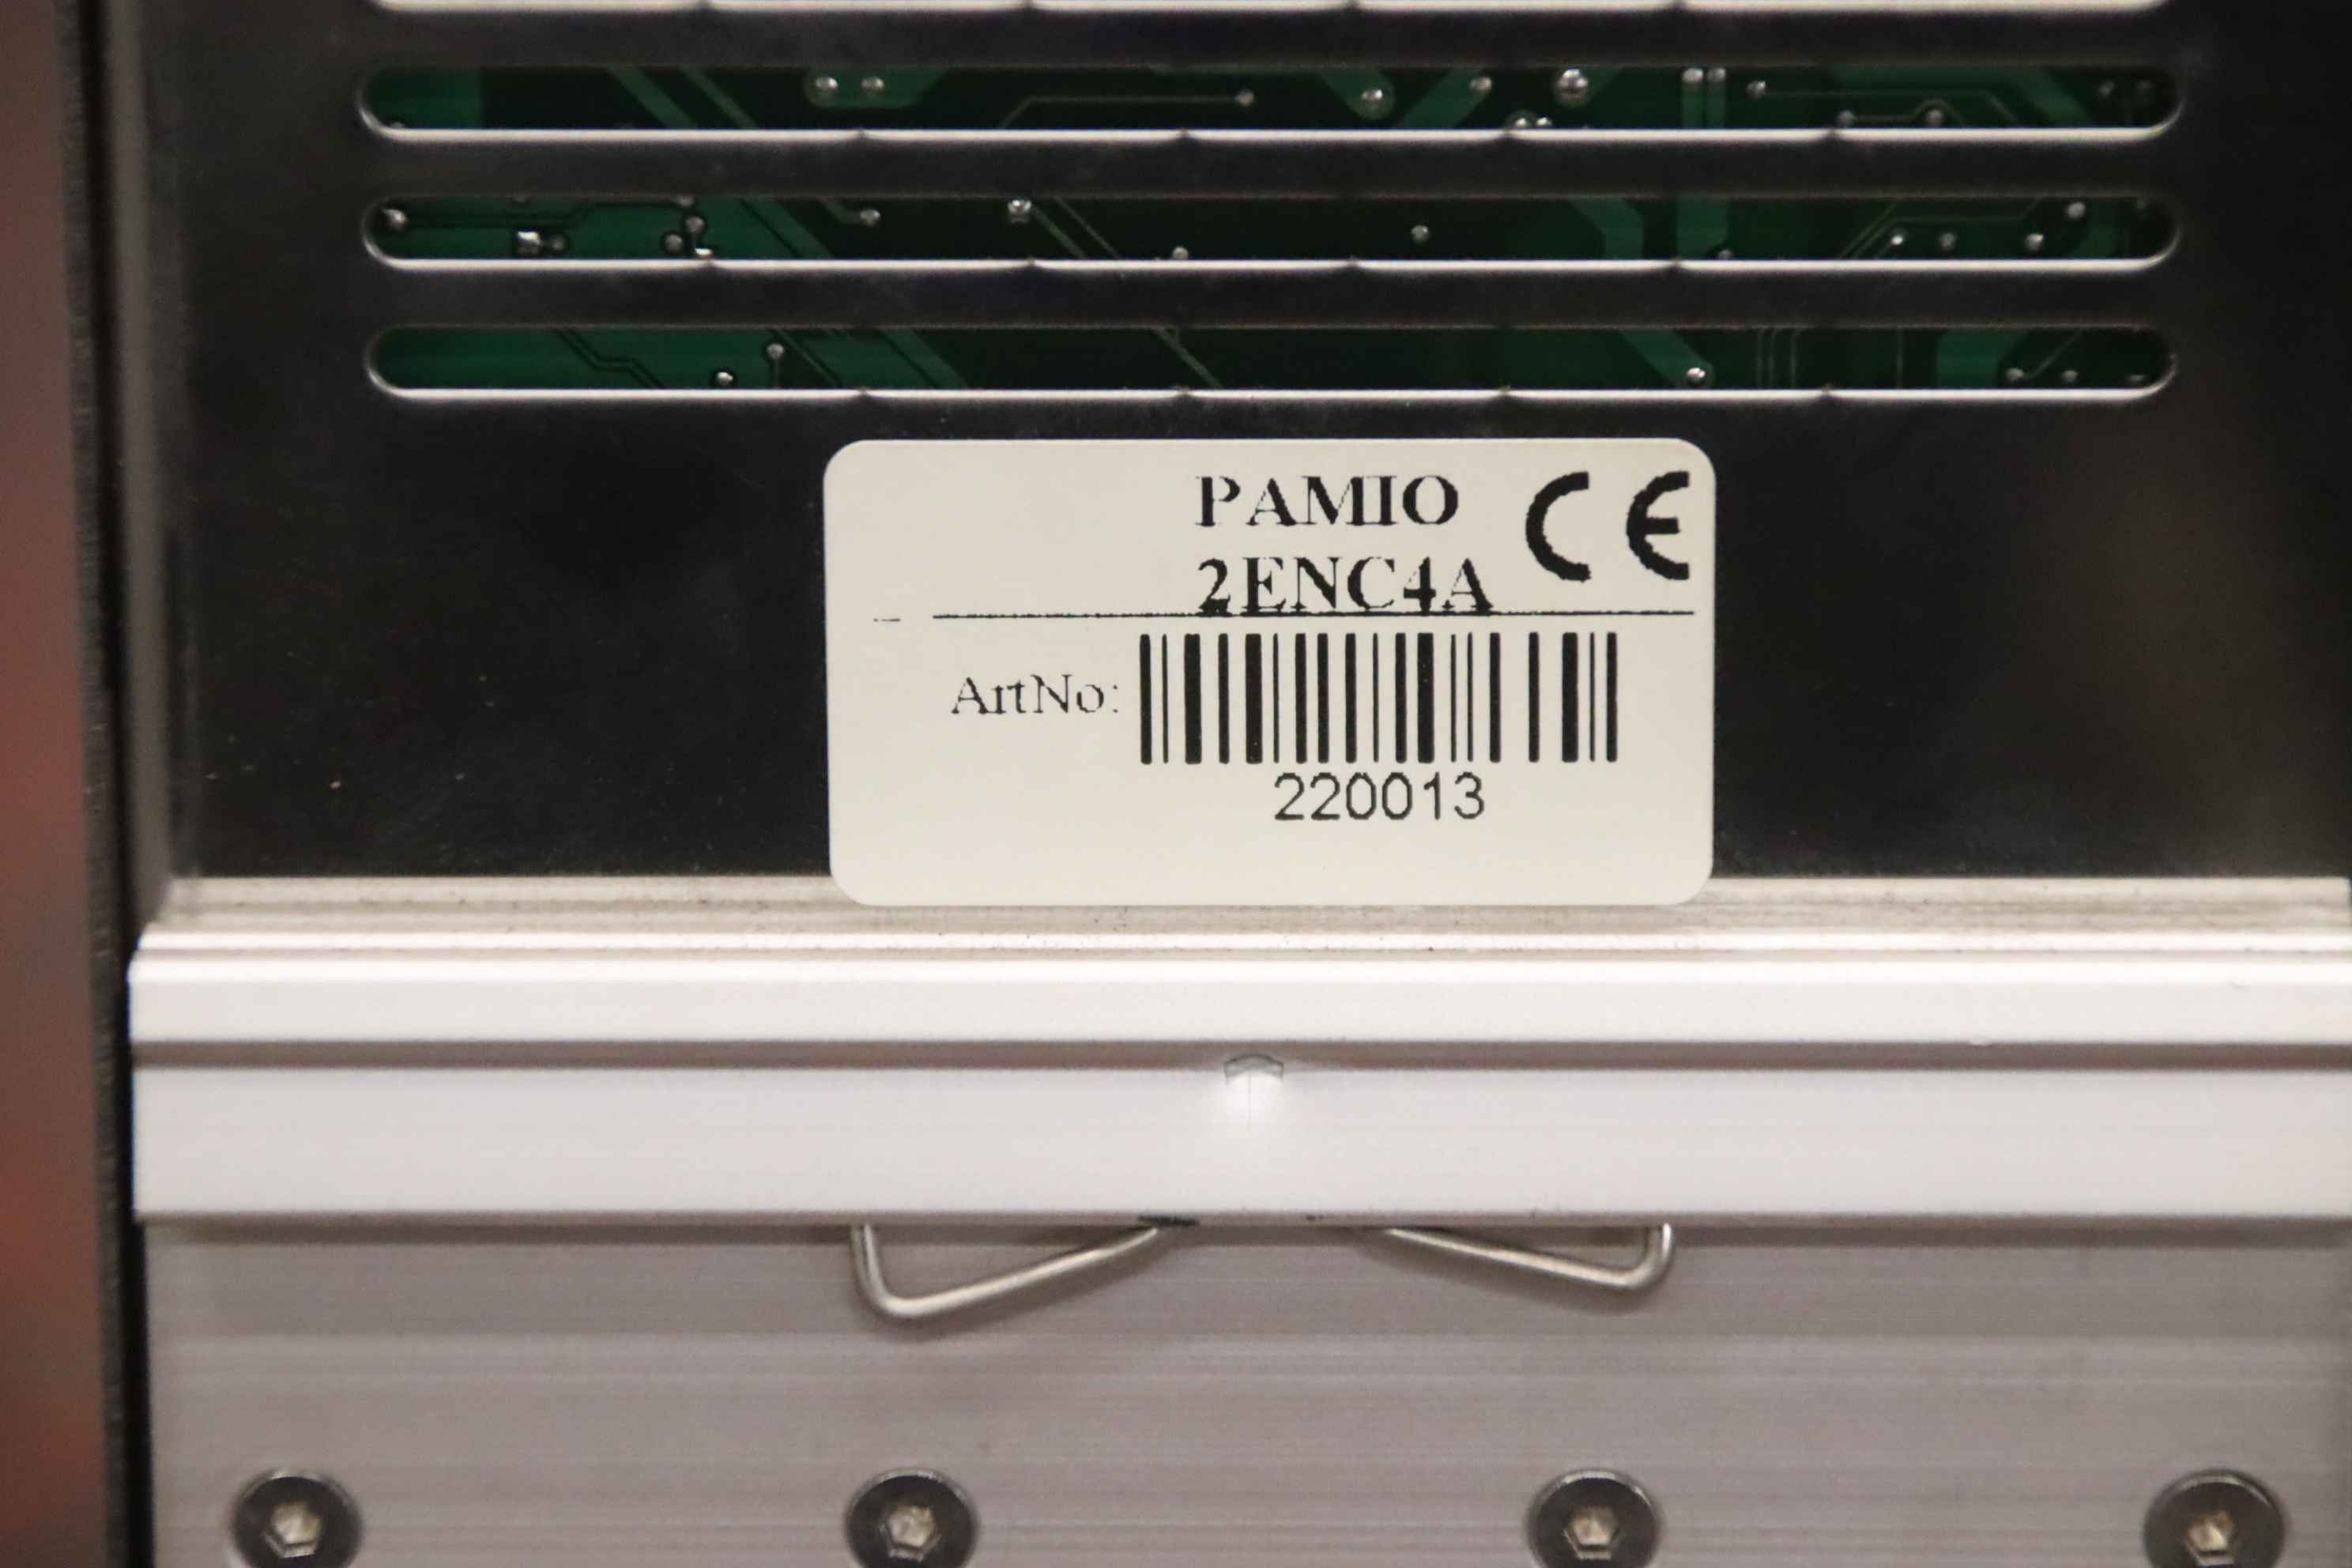 PAMIO CE
2ENC4A
ArtNo:
220013